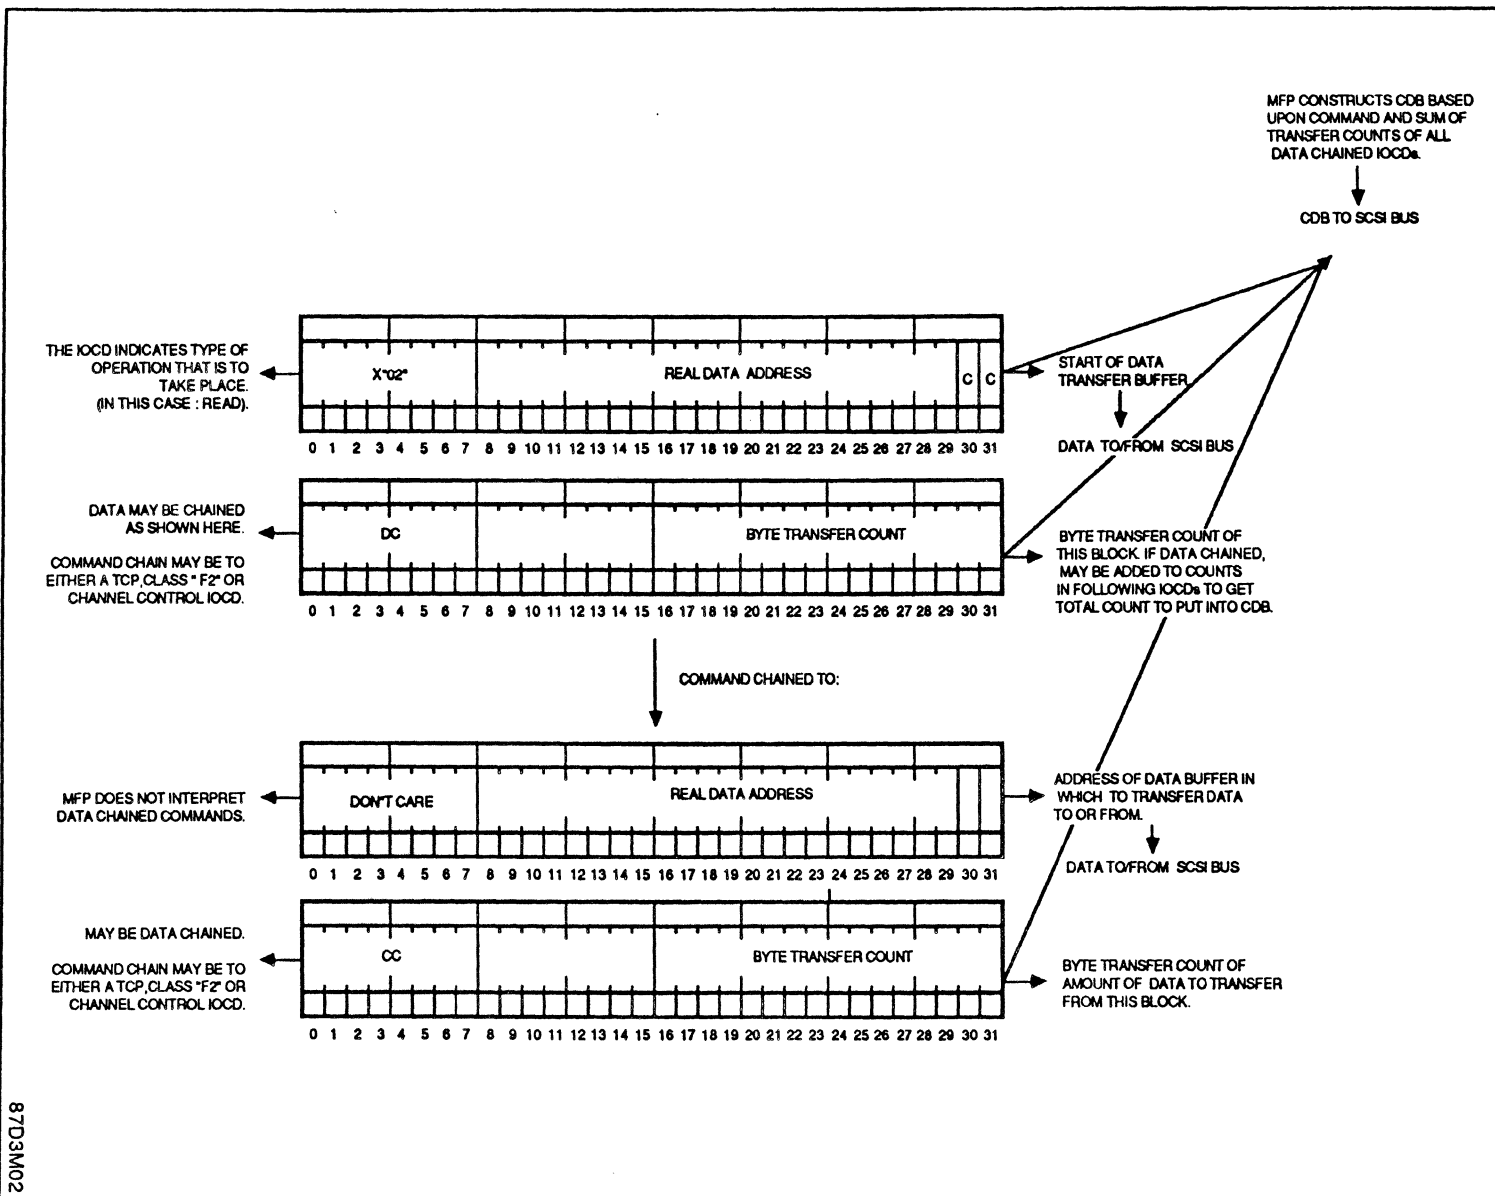 MFP CONSTRUCTS CDB BASED
UPON COMMAND AND SUM OF
TRANSFER COUNTS OF ALL
DATA CHAINED IOCDs.
CDB TO SCSI BUS
THE IOCD INDICATES TYPE OF
OPERATION THAT IS TO
TAKE PLACE.
(IN THIS CASE : READ).
X"02"
REAL DATA ADDRESS
C C
START OF DATA
TRANSFER BUFFER
DATA TO/FROM SCSI BUS
0 1 2 3 4 5 6 7 8 9 10 11 12 13 14 15 16 17 18 19 20 21 22 23 24 25 26 27 28 29 30 31
DATA MAY BE CHAINED
AS SHOWN HERE.
COMMAND CHAIN MAY BE TO
EITHER A TCP,CLASS " F2" OR
CHANNEL CONTROL IOCD.
DC
BYTE TRANSFER COUNT
BYTE TRANSFER COUNT OF
THIS BLOCK. IF DATA CHAINED,
MAY BE ADDED TO COUNTS
IN FOLLOWING IOCDs TO GET
TOTAL COUNT TO PUT INTO CDB.
0 1 2 3 4 5 6 7 8 9 10 11 12 13 14 15 16 17 18 19 20 21 22 23 24 25 26 27 28 29 30 31
COMMAND CHAINED TO:
MFP DOES NOT INTERPRET
DATA CHAINED COMMANDS.
DON"T CARE
REAL DATA ADDRESS
ADDRESS OF DATA BUFFER IN
WHICH TO TRANSFER DATA
TO OR FROM.
DATA TO/FROM SCSI BUS
0 1 2 3 4 5 6 7 8 9 10 11 12 13 14 15 16 17 18 19 20 21 22 23 24 25 26 27 28 29 30 31
MAY BE DATA CHAINED.
COMMAND CHAIN MAY BE TO
EITHER A TCP,CLASS "F2" OR
CHANNEL CONTROL IOCD.
CC
BYTE TRANSFER COUNT
BYTE TRANSFER COUNT OF
AMOUNT OF DATA TO TRANSFER
FROM THIS BLOCK.
0 1 2 3 4 5 6 7 8 9 10 11 12 13 14 15 16 17 18 19 20 21 22 23 24 25 26 27 28 29 30 31
87D3M02